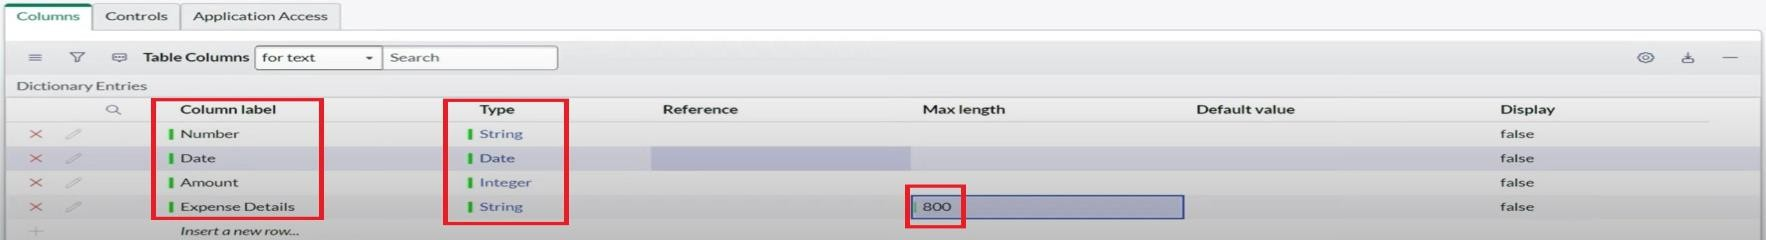 Columns Controls Application Access
Table Columns for text Search
Dictionary Entries
Column label Type Reference Max length Default value Display
Number String false
Date Date false
Amount Integer false
Expense Details String 800 false
Insert a new row...